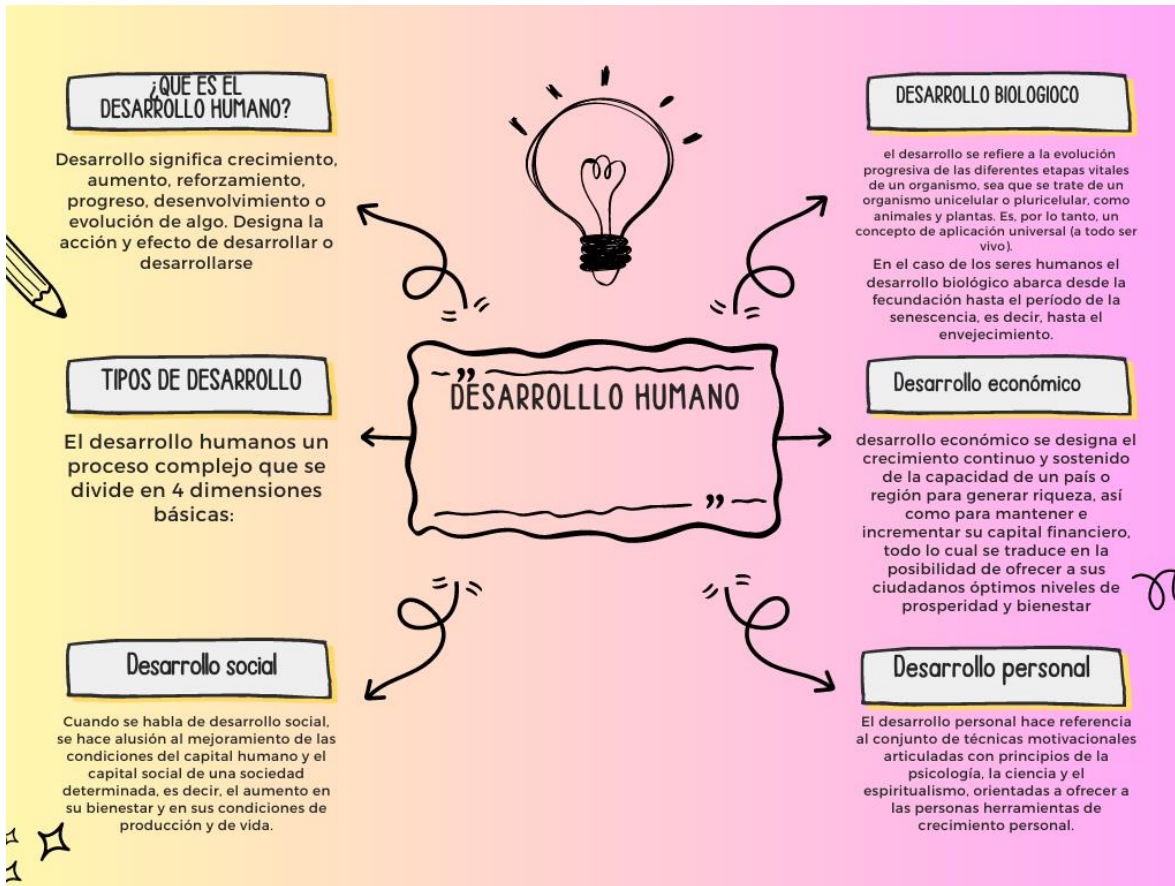 ¿QUE ES EL
DESARROLLO HUMANO?
Desarrollo significa crecimiento,
aumento, reforzamiento,
progreso, desenvolvimiento o
evolución de algo. Designa la
acción y efecto de desarrollar o
desarrollarse
TIPOS DE DESARROLLO
El desarrollo humanos un
proceso complejo que se
divide en 4 dimensiones
básicas:
Desarrollo social
Cuando se habla de desarrollo social,
se hace alusión al mejoramiento de las
condiciones del capital humano y el
capital social de una sociedad
determinada, es decir, el aumento en
su bienestar y en sus condiciones de
producción y de vida.
DESARROLLLO HUMANO
DESARROLLO BIOLOGIOCO
el desarrollo se refiere a la evolución
progresiva de las diferentes etapas vitales
de un organismo, sea que se trate de un
organismo unicelular o pluricelular, como
animales y plantas. Es, por lo tanto, un
concepto de aplicación universal (a todo ser
vivo).
En el caso de los seres humanos el
desarrollo biológico abarca desde la
fecundación hasta el período de la
senescencia, es decir, hasta el
envejecimiento.
Desarrollo económico
desarrollo económico se designa el
crecimiento continuo y sostenido
de la capacidad de un país o
región para generar riqueza, así
como para mantener e
incrementar su capital financiero,
todo lo cual se traduce en la
posibilidad de ofrecer a sus
ciudadanos óptimos niveles de
prosperidad y bienestar
Desarrollo personal
El desarrollo personal hace referencia
al conjunto de técnicas motivacionales
articuladas con principios de la
psicología, la ciencia y el
espiritualismo, orientadas a ofrecer a
las personas herramientas de
crecimiento personal.